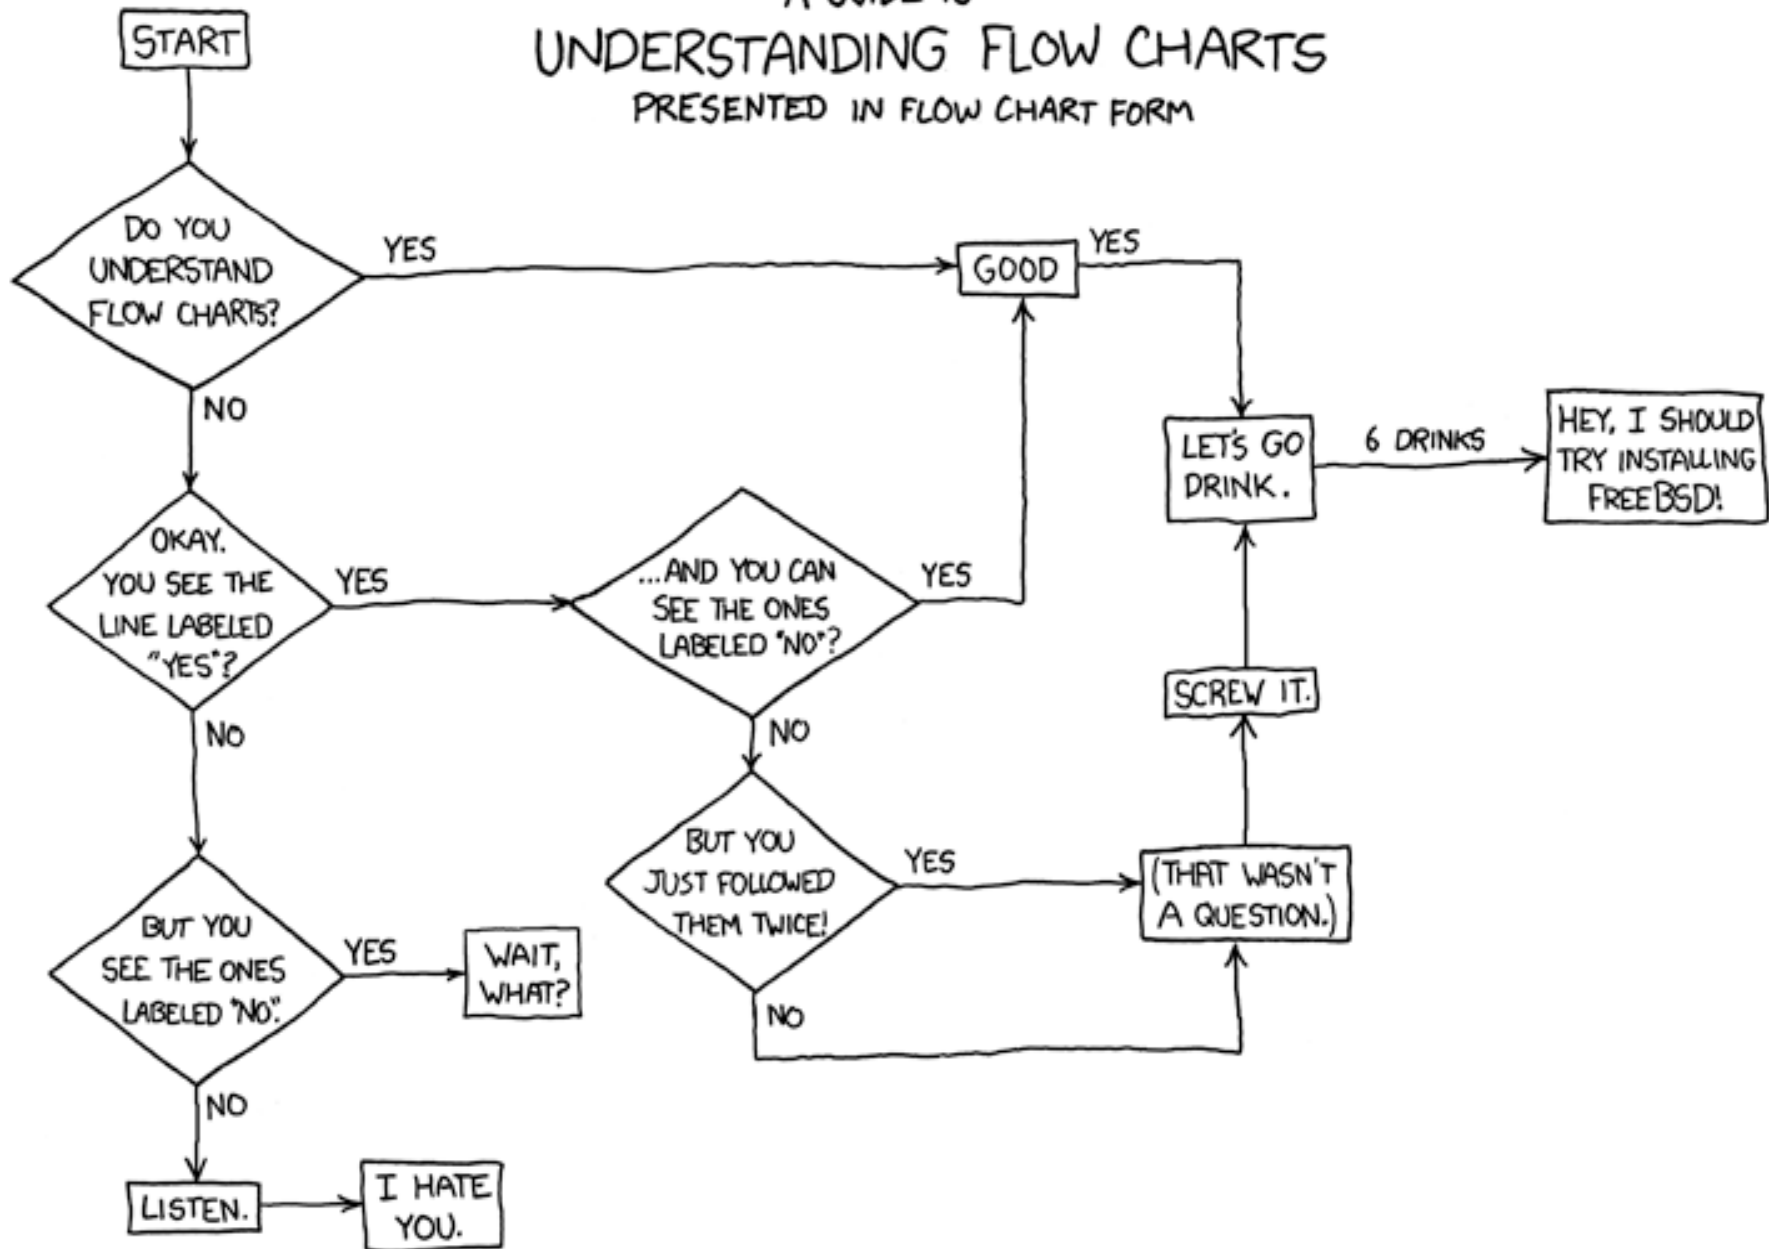 A GUIDE TO
UNDERSTANDING FLOW CHARTS
PRESENTED IN FLOW CHART FORM
START
DO YOU
UNDERSTAND
FLOW CHARTS?
YES
GOOD
YES
NO
LET'S GO
DRINK.
6 DRINKS
HEY, I SHOULD
TRY INSTALLING
FREEBSD!
OKAY.
YOU SEE THE
LINE LABELED
"YES"?
YES
...AND YOU CAN
SEE THE ONES
LABELED "NO"?
YES
NO
NO
SCREW IT.
BUT YOU
JUST FOLLOWED
THEM TWICE!
YES
(THAT WASN'T
A QUESTION.)
NO
BUT YOU
SEE THE ONES
LABELED "NO".
YES
WAIT,
WHAT?
NO
LISTEN.
I HATE
YOU.